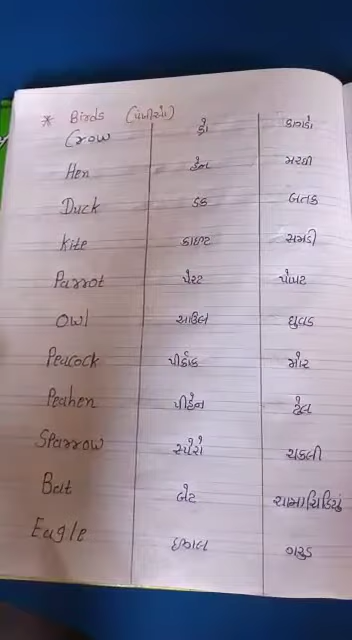 * Birds (પંખીઓ)
Crow ક્રો કાગડો
Hen હેન મરઘી
Duck ડક બતક
Kite કાઇટ સમડી
Parrot પેરટ પોપટ
Owl આઉલ ઘુવડ
Peacock પીકોક મોર
Peahen પીહેન ઢેલ
Sparrow સ્પેરો ચકલી
Bat બેટ ચામાચિડિયું
Eagle ઇગલ ગરુડ